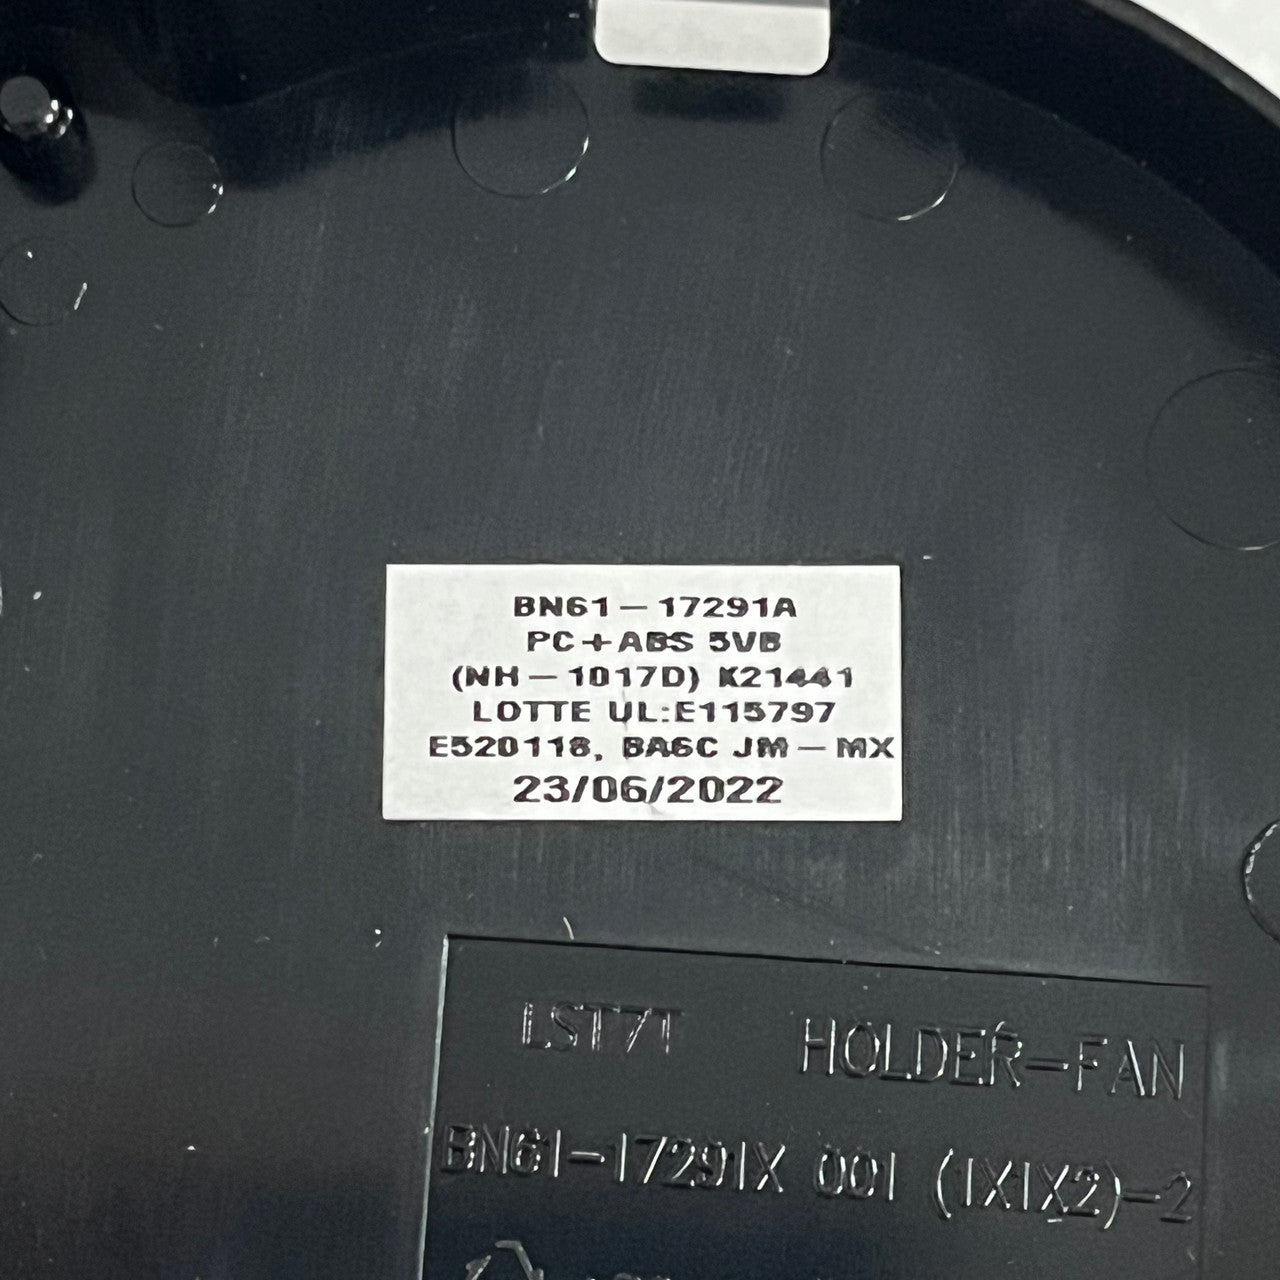 BN61-17291A
PC+ABS 5VB
(NH-1017D) K21441
LOTTE UL:E115797
E520118, BA6C JM-MX
23/06/2022
LST7T HOLDER-FAN
BN61-17291X 001 (1X1X2)-2